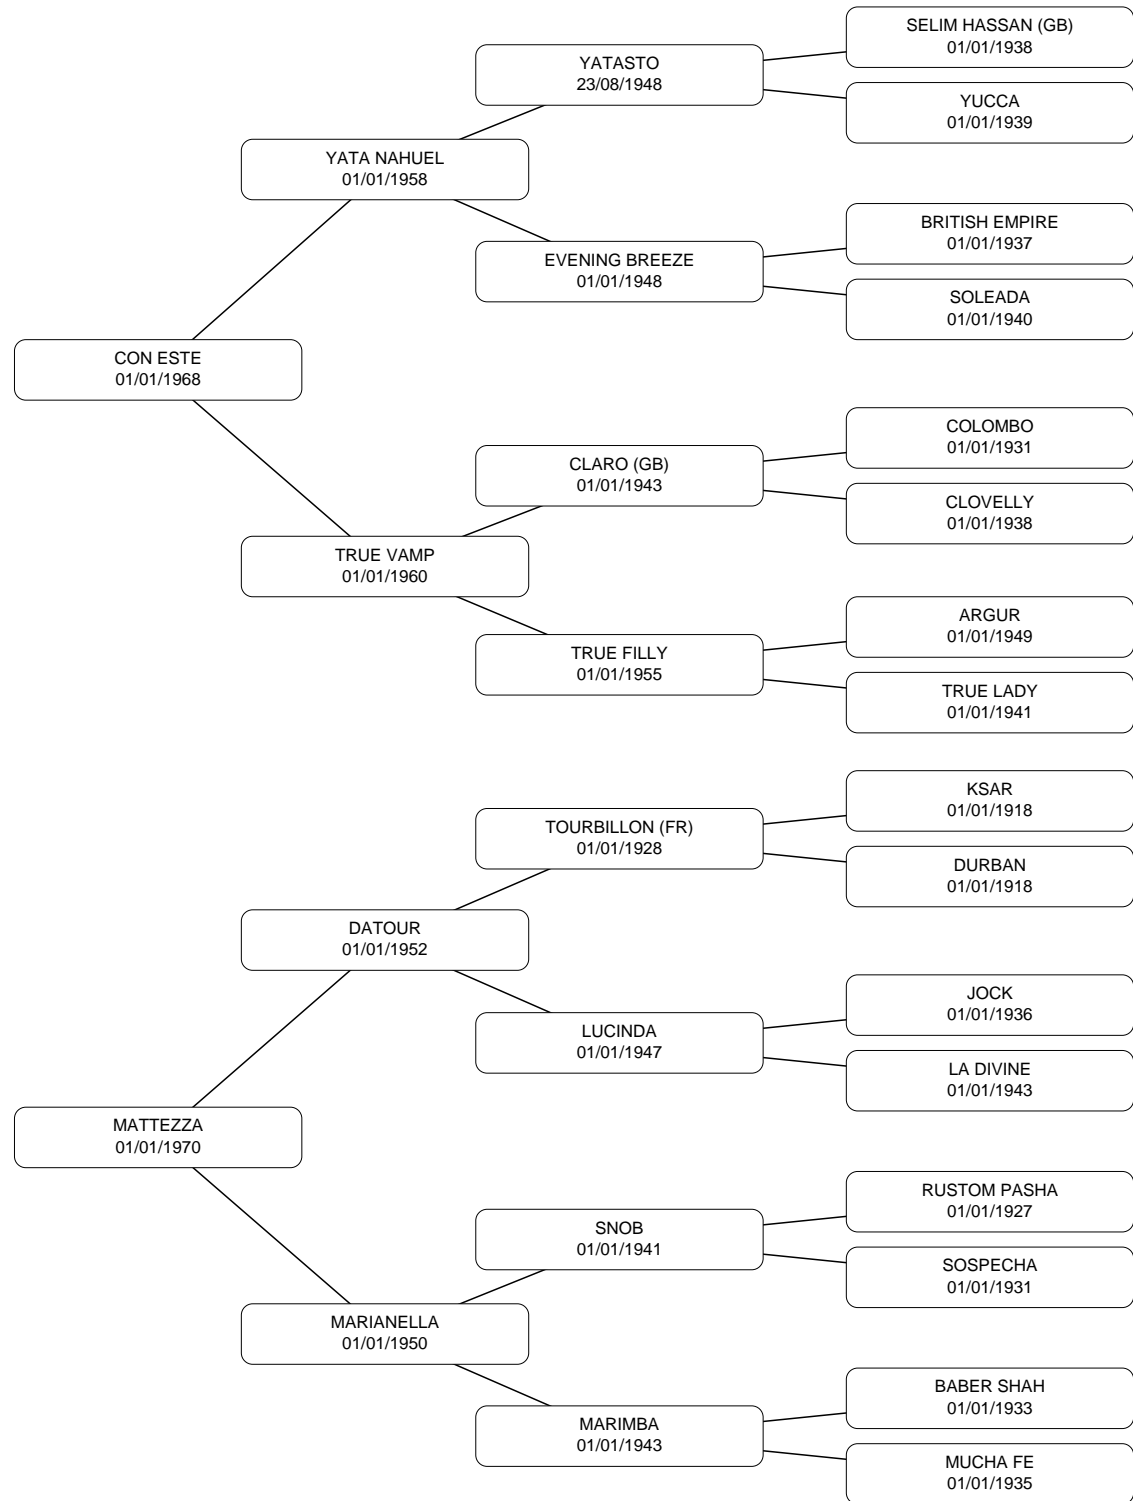 SELIM HASSAN (GB)
01/01/1938
YATASTO
23/08/1948
YUCCA
01/01/1939
YATA NAHUEL
01/01/1958
BRITISH EMPIRE
01/01/1937
EVENING BREEZE
01/01/1948
SOLEADA
01/01/1940
CON ESTE
01/01/1968
COLOMBO
01/01/1931
CLARO (GB)
01/01/1943
CLOVELLY
01/01/1938
TRUE VAMP
01/01/1960
ARGUR
01/01/1949
TRUE FILLY
01/01/1955
TRUE LADY
01/01/1941
KSAR
01/01/1918
TOURBILLON (FR)
01/01/1928
DURBAN
01/01/1918
DATOUR
01/01/1952
JOCK
01/01/1936
LUCINDA
01/01/1947
LA DIVINE
01/01/1943
MATTEZZA
01/01/1970
RUSTOM PASHA
01/01/1927
SNOB
01/01/1941
SOSPECHA
01/01/1931
MARIANELLA
01/01/1950
BABER SHAH
01/01/1933
MARIMBA
01/01/1943
MUCHA FE
01/01/1935